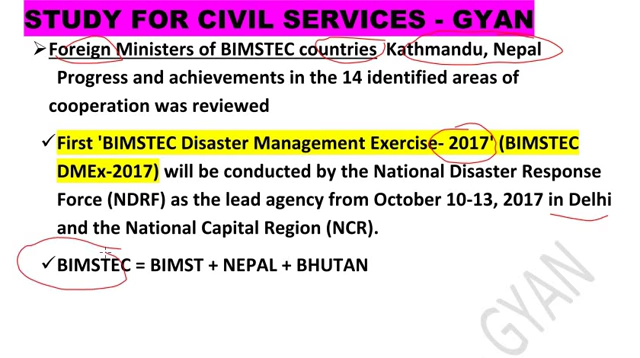 STUDY FOR CIVIL SERVICES - GYAN
➢Foreign Ministers of BIMSTEC countries Kathmandu, Nepal
Progress and achievements in the 14 identified areas of
cooperation was reviewed
✓First 'BIMSTEC Disaster Management Exercise- 2017' (BIMSTEC
DMEx-2017) will be conducted by the National Disaster Response
Force (NDRF) as the lead agency from October 10-13, 2017 in Delhi
and the National Capital Region (NCR).
✓BIMSTEC = BIMST + NEPAL + BHUTAN
GYAN